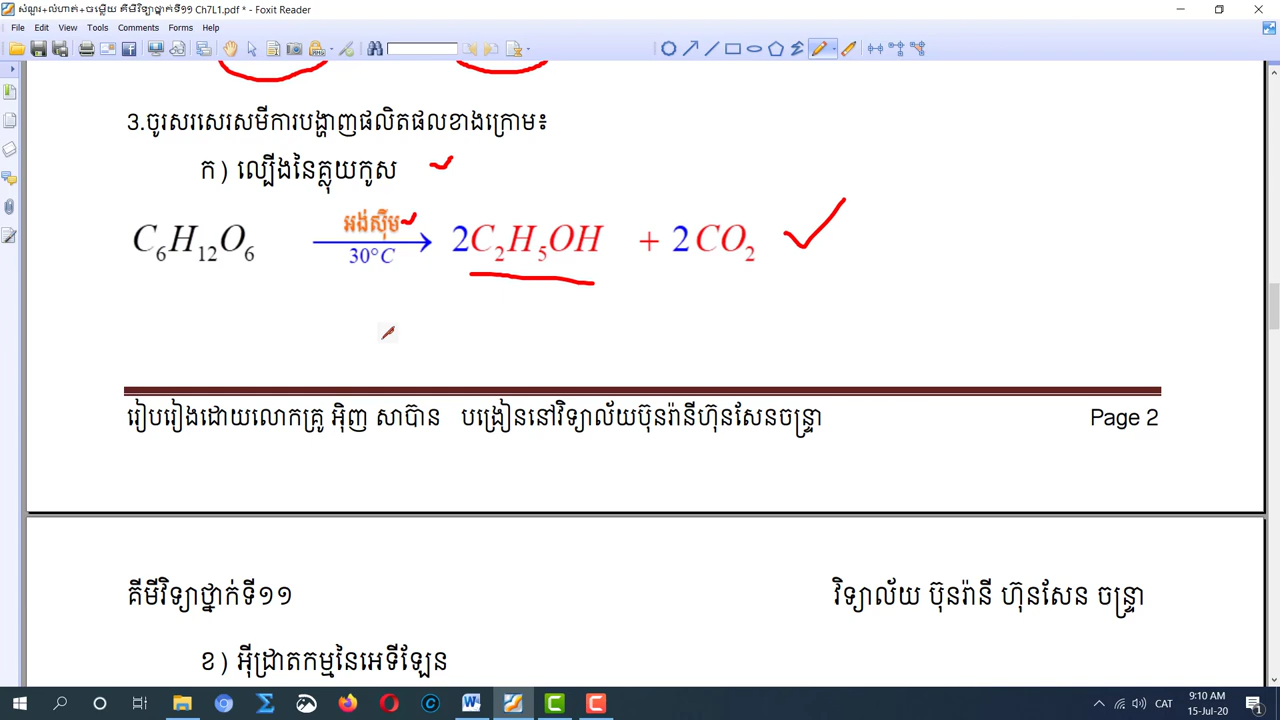 សំណួរ+លំហាត់+ចម្លើយ គីមីវិទ្យាថ្នាក់ទី១១ Ch7L1.pdf * - Foxit Reader
File Edit View Tools Comments Forms Help
3.ចូរសរសេរសមីការបង្ហាញផលិតផលខាងក្រោម៖
ក) ល្បើងនៃគ្លុយកូស
C₆H₁₂O₆ អង់ស៊ីម 30°C → 2C₂H₅OH + 2CO₂
រៀបរៀងដោយលោកគ្រូ អ៊ិញ សាប៊ាន បង្រៀននៅវិទ្យាល័យប៊ុនរ៉ានីហ៊ុនសែនចន្ទ្រា Page 2
គីមីវិទ្យាថ្នាក់ទី១១ វិទ្យាល័យ ប៊ុនរ៉ានី ហ៊ុនសែន ចន្ទ្រា
ខ) អ៊ីដ្រាតកម្មនៃអេទីឡែន
CAT
9:10 AM
15-Jul-20